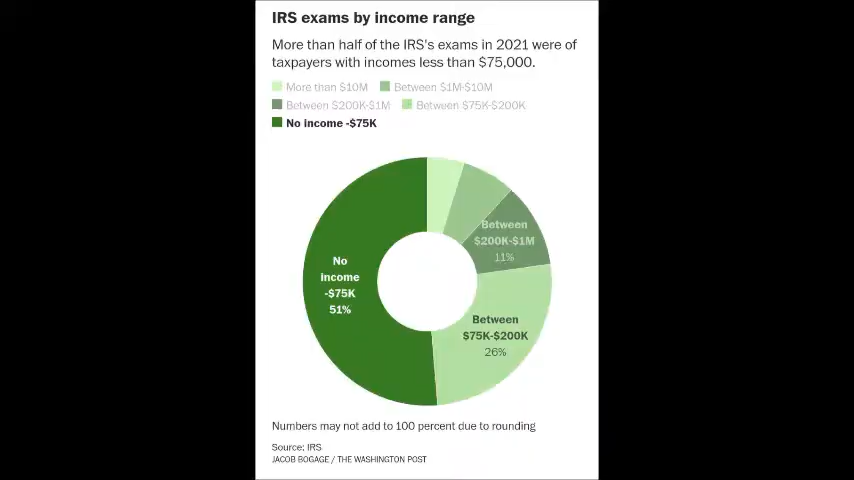 IRS exams by income range
More than half of the IRS's exams in 2021 were of
taxpayers with incomes less than $75,000.
More than $10M Between $1M-$10M
Between $200K-$1M Between $75K-$200K
No income -$75K
Between
$200K-$1M
11%
No
income
-$75K
51%
Between
$75K-$200K
26%
Numbers may not add to 100 percent due to rounding
Source: IRS
JACOB BOGAGE / THE WASHINGTON POST